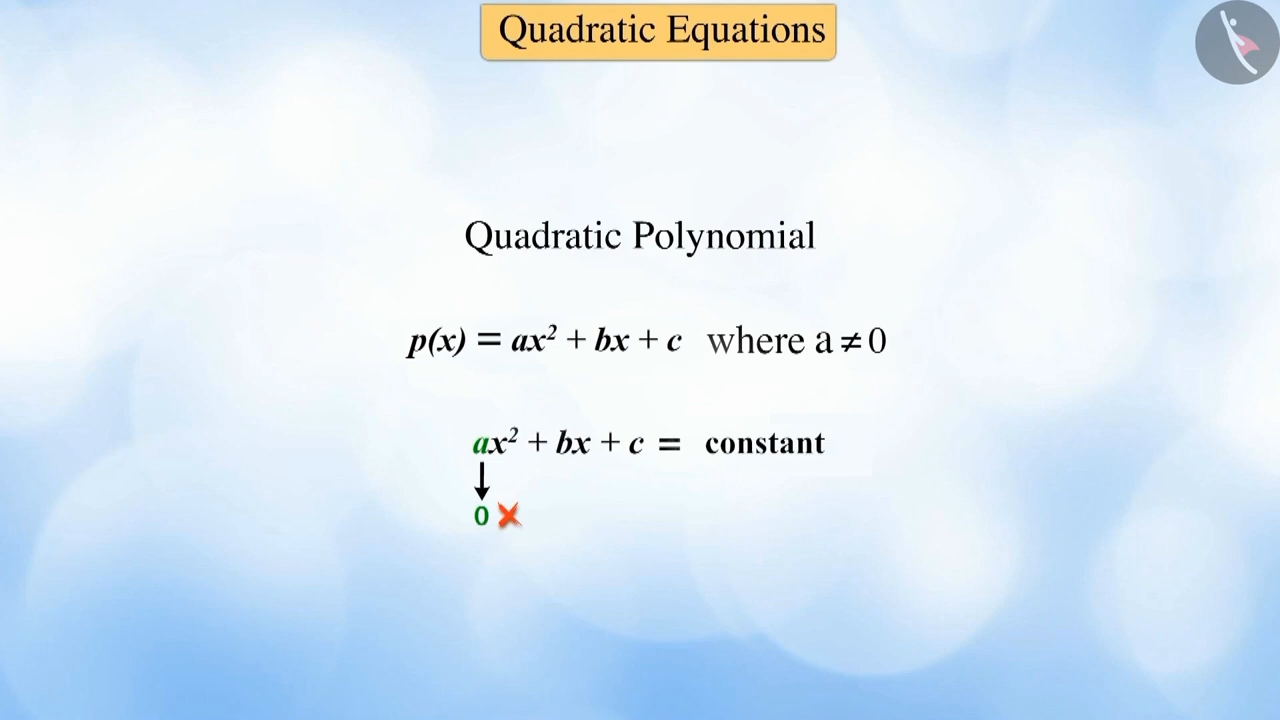 Quadratic Equations
Quadratic Polynomial
p(x) = ax² + bx + c where a ≠ 0
ax² + bx + c = constant
0